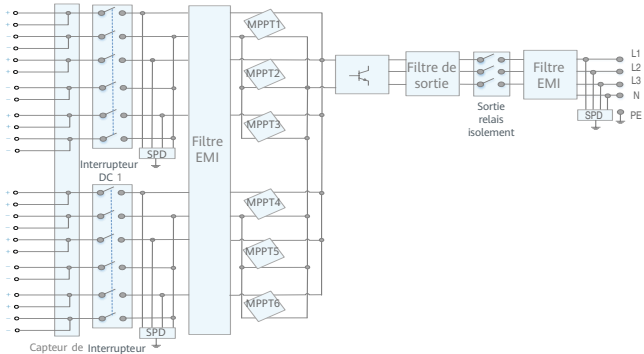 MPPT1
MPPT2
MPPT3
MPPT4
MPPT5
MPPT6
Filtre
EMI
SPD
Interrupteur
DC 1
SPD
Capteur de
Interrupteur
Filtre de
sortie
Sortie
relais
isolement
Filtre
EMI
L1
L2
L3
N
SPD
PE